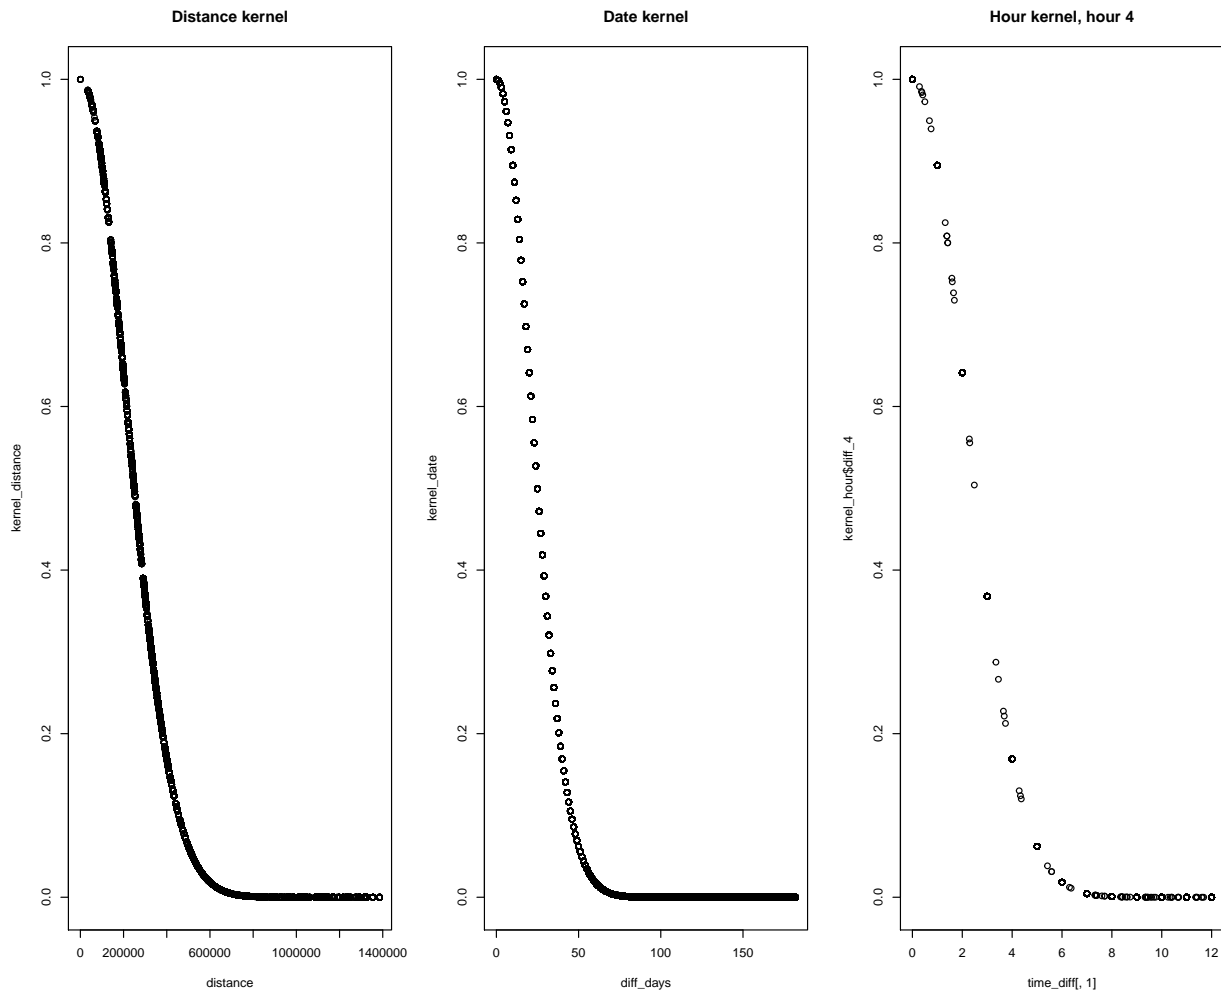 Distance kernel
kernel_distance
0.0 0.2 0.4 0.6 0.8 1.0
0 200000 600000 1000000 1400000
distance
Date kernel
kernel_date
0.0 0.2 0.4 0.6 0.8 1.0
0 50 100 150
diff_days
Hour kernel, hour 4
kernel_hour$diff_4
0.0 0.2 0.4 0.6 0.8 1.0
0 2 4 6 8 10 12
time_diff[, 1]